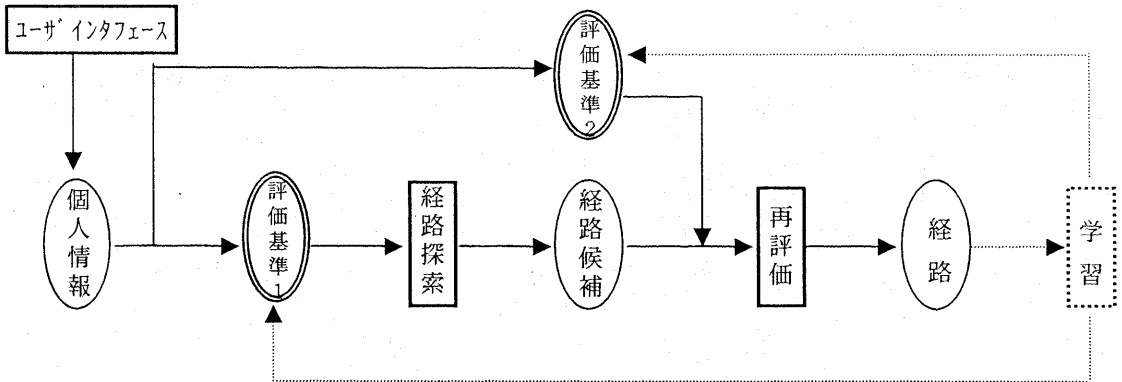 ユーザインタフェース
評価基準2
個人情報
評価基準1
経路探索
経路候補
再評価
経路
学習